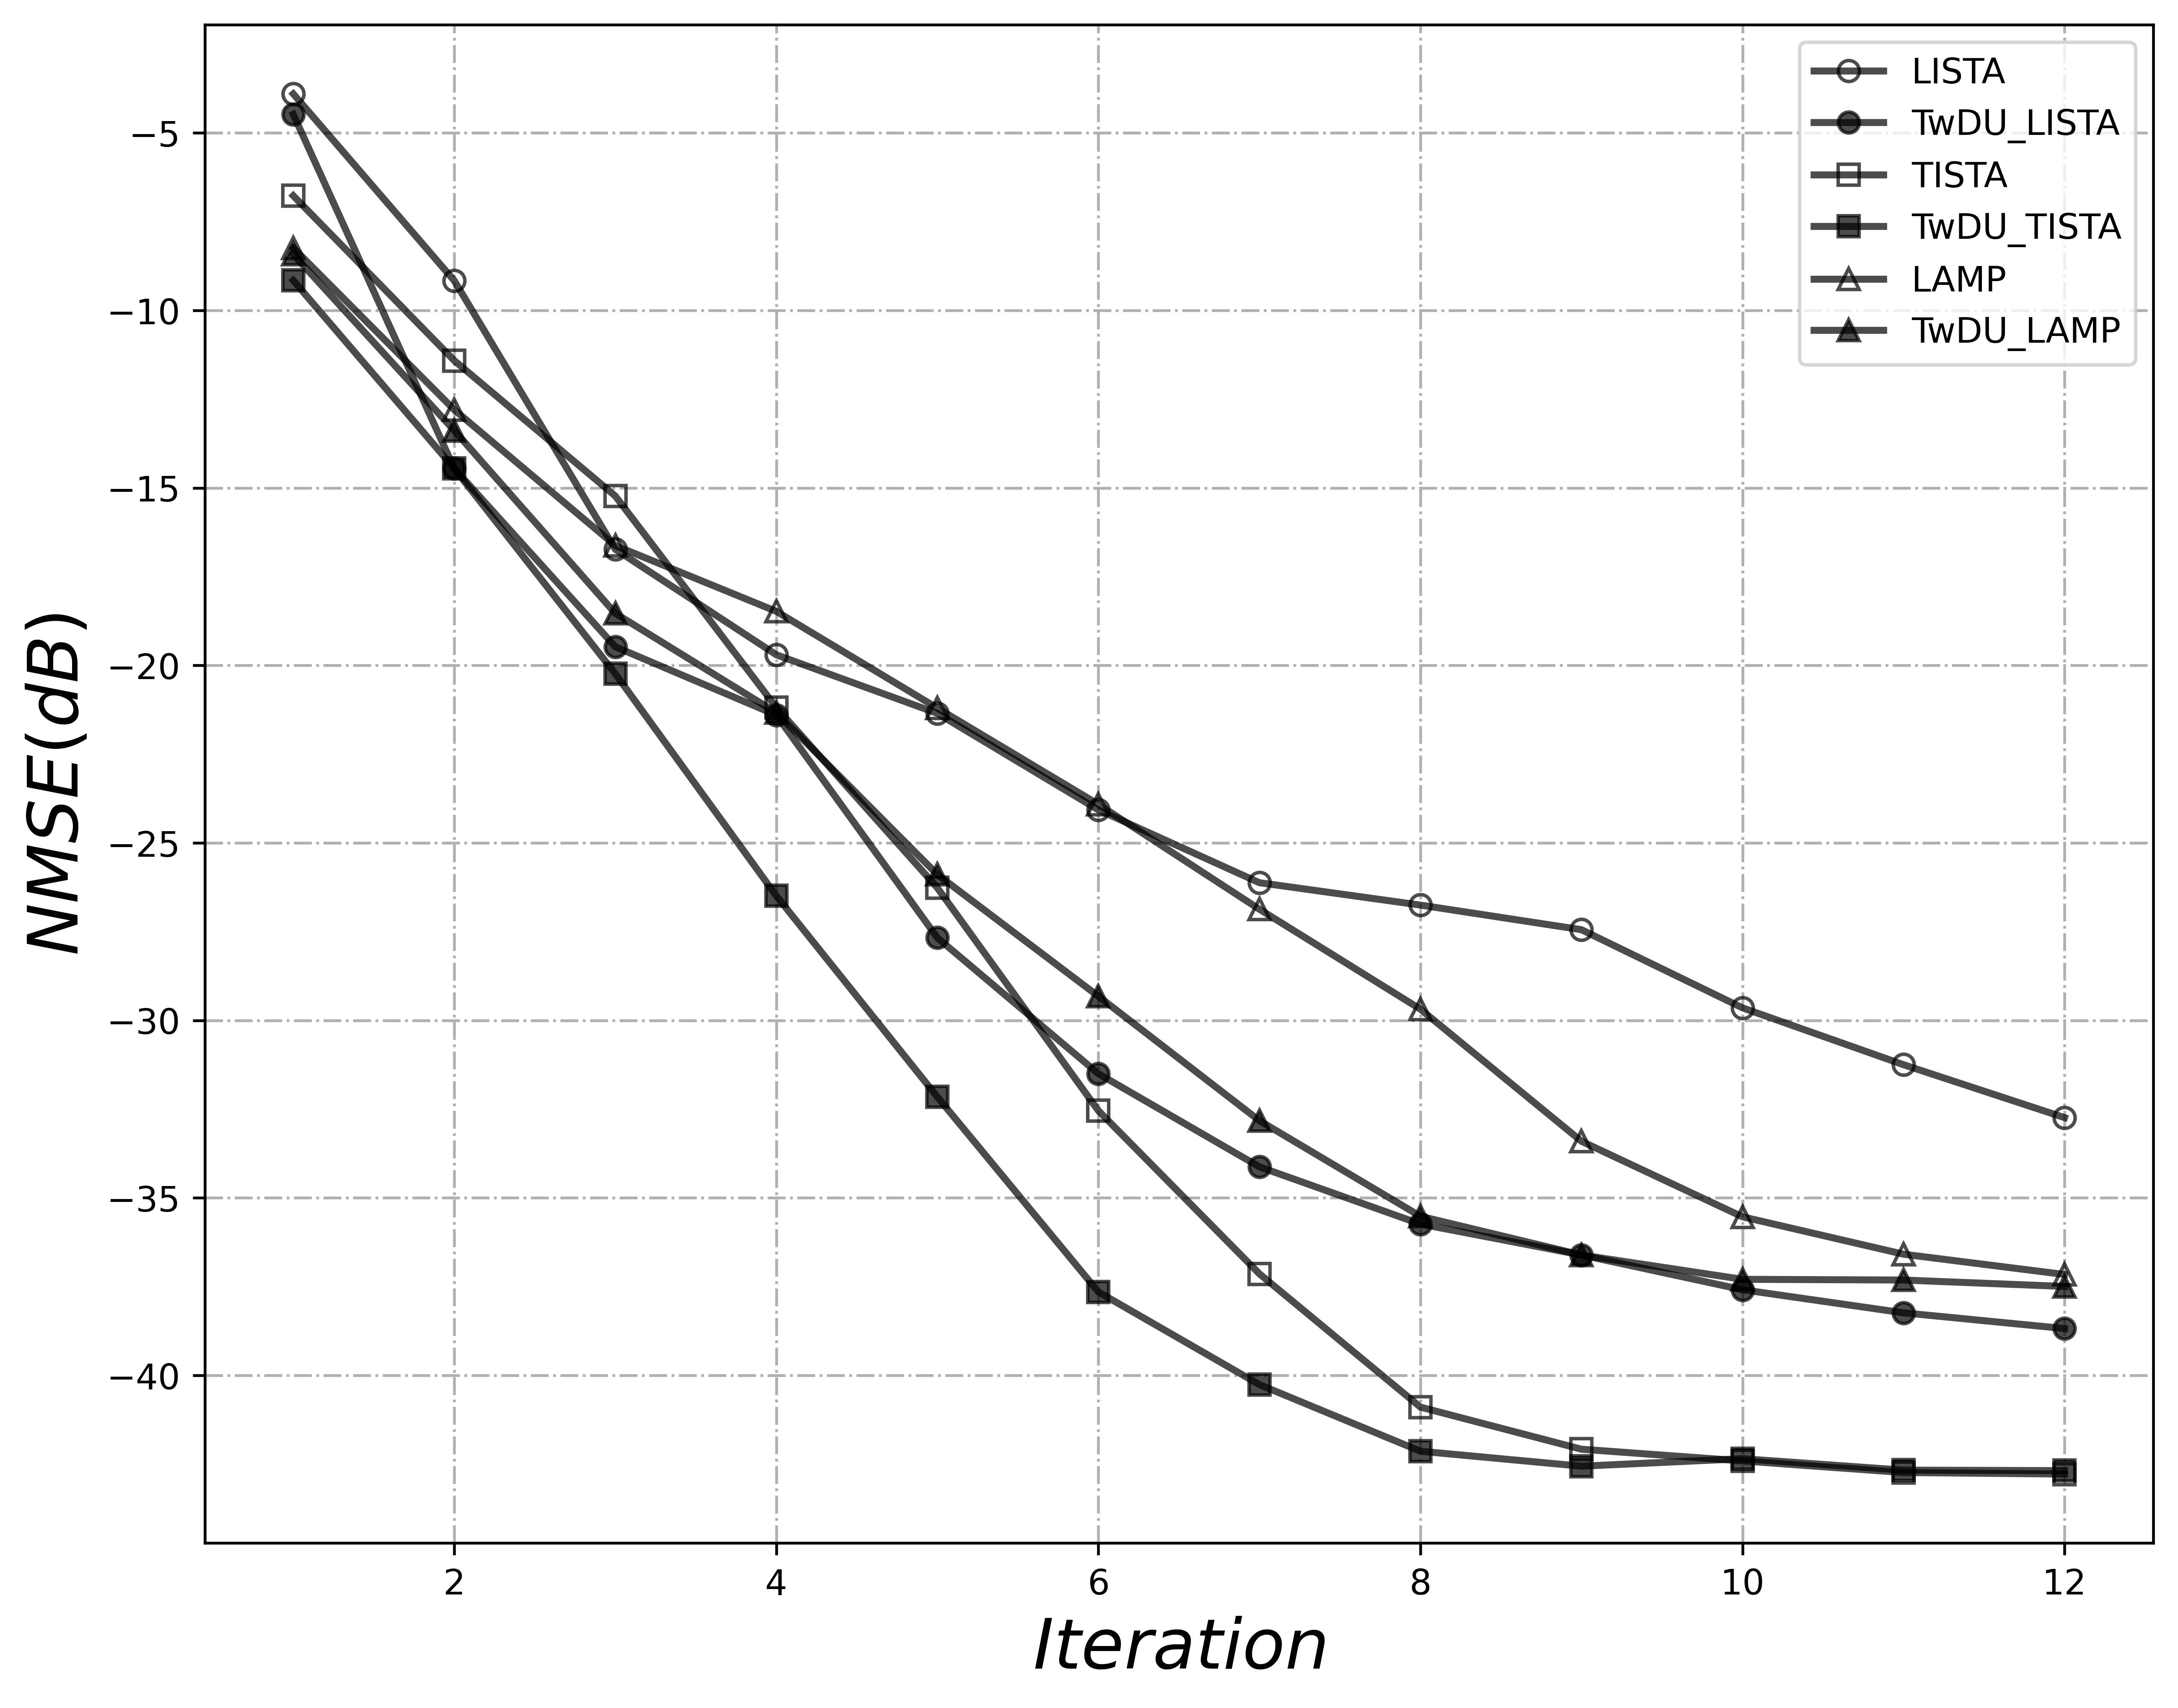 LISTA
TwDU_LISTA
TISTA
TwDU_TISTA
LAMP
TwDU_LAMP
NMSE(dB)
−5
−10
−15
−20
−25
−30
−35
−40
2 4 6 8 10 12
Iteration